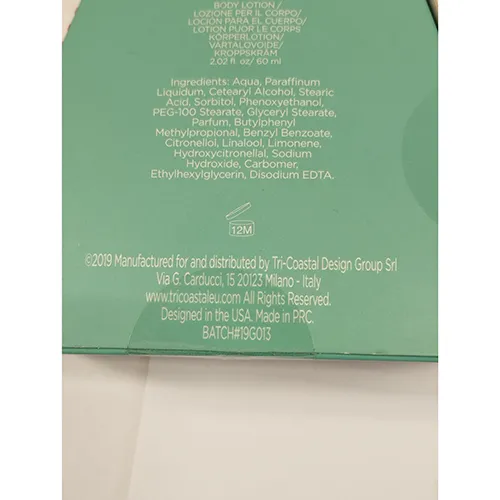 BODY LOTION/
LOZIONE PER IL CORPO/
LOCIÓN PARA EL CUERPO/
LOTION PUOR LE CORPS
KÖRPERLOTION/
VARTALOVOIDE/
KROPPSKRÄM
2.02 fl. oz/ 60 ml
Ingredients: Aqua, Paraffinum
Liquidum, Cetearyl Alcohol, Stearic
Acid, Sorbitol, Phenoxyethanol,
PEG-100 Stearate, Glyceryl Stearate,
Parfum, Butylphenyl
Methylpropional, Benzyl Benzoate,
Citronellol, Linalool, Limonene,
Hydroxycitronellal, Sodium
Hydroxide, Carbomer,
Ethylhexylglycerin, Disodium EDTA.
12M
©2019 Manufactured for and distributed by Tri-Coastal Design Group Srl
Via G. Carducci, 15 20123 Milano - Italy
www.tricoastaleu.com All Rights Reserved.
Designed in the USA. Made in PRC.
BATCH#19G013